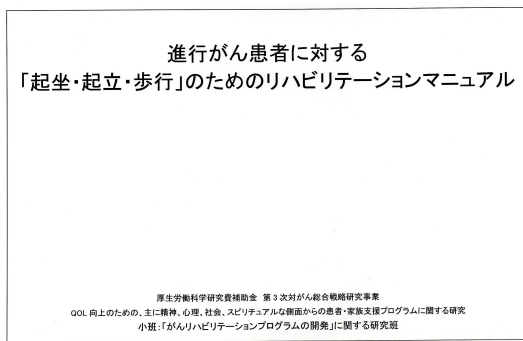 進行がん患者に対する
「起坐・起立・歩行」のためのリハビリテーションマニュアル
厚生労働科学研究費補助金 第3次対がん総合戦略研究事業
QOL 向上のための、主に精神、心理、社会、スピリチュアルな側面からの患者・家族支援プログラムに関する研究
小班:「がんリハビリテーションプログラムの開発」に関する研究班